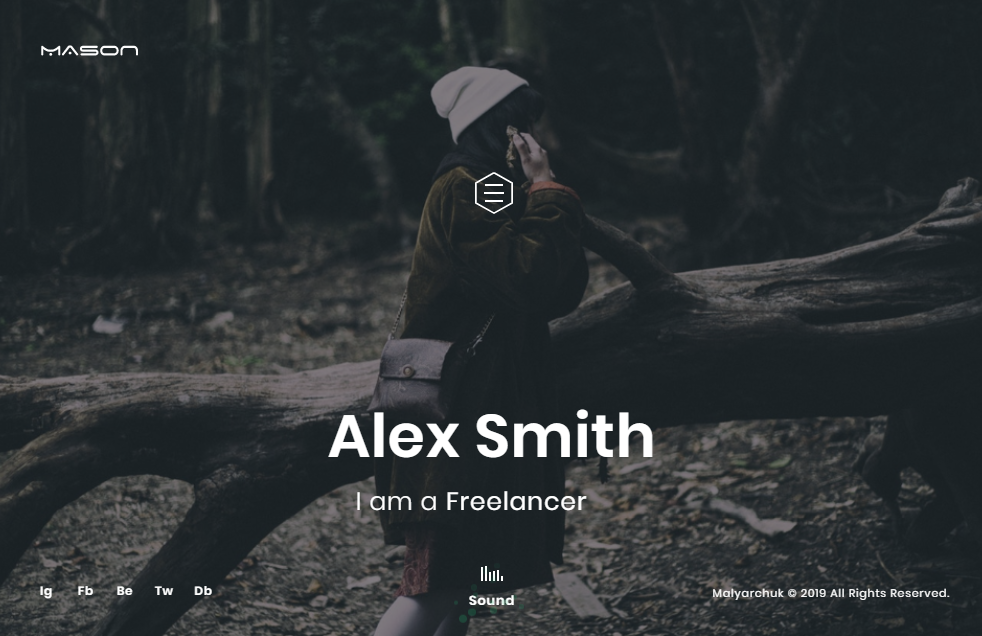 MASON
Alex Smith
I am a Freelancer
Ig Fb Be Tw Db
Sound
Malyarchuk © 2019 All Rights Reserved.